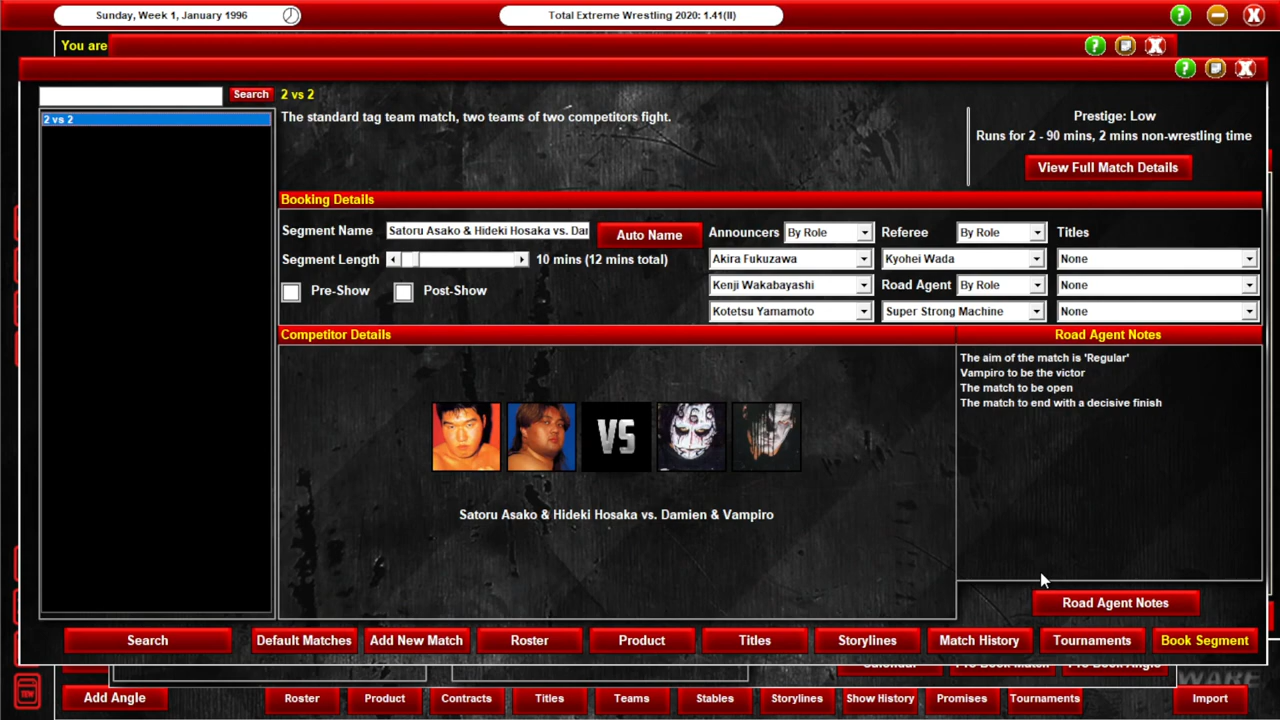 Sunday, Week 1, January 1996
Total Extreme Wrestling 2020: 1.41(II)
You are
Search
2 vs 2
2 vs 2
The standard tag team match, two teams of two competitors fight.
Prestige: Low
Runs for 2 - 90 mins, 2 mins non-wrestling time
View Full Match Details
Booking Details
Segment Name
Satoru Asako & Hideki Hosaka vs. Dar
Auto Name
Announcers
By Role
Referee
By Role
Titles
Segment Length
10 mins (12 mins total)
Akira Fukuzawa
Kyohei Wada
None
Pre-Show
Post-Show
Kenji Wakabayashi
Road Agent
By Role
None
Kotetsu Yamamoto
Super Strong Machine
None
Competitor Details
Road Agent Notes
The aim of the match is 'Regular'
Vampiro to be the victor
The match to be open
The match to end with a decisive finish
VS
Satoru Asako & Hideki Hosaka vs. Damien & Vampiro
Road Agent Notes
Search
Default Matches
Add New Match
Roster
Product
Titles
Storylines
Match History
Tournaments
Book Segment
Add Angle
Roster
Product
Contracts
Titles
Teams
Stables
Storylines
Show History
Promises
Tournaments
Import